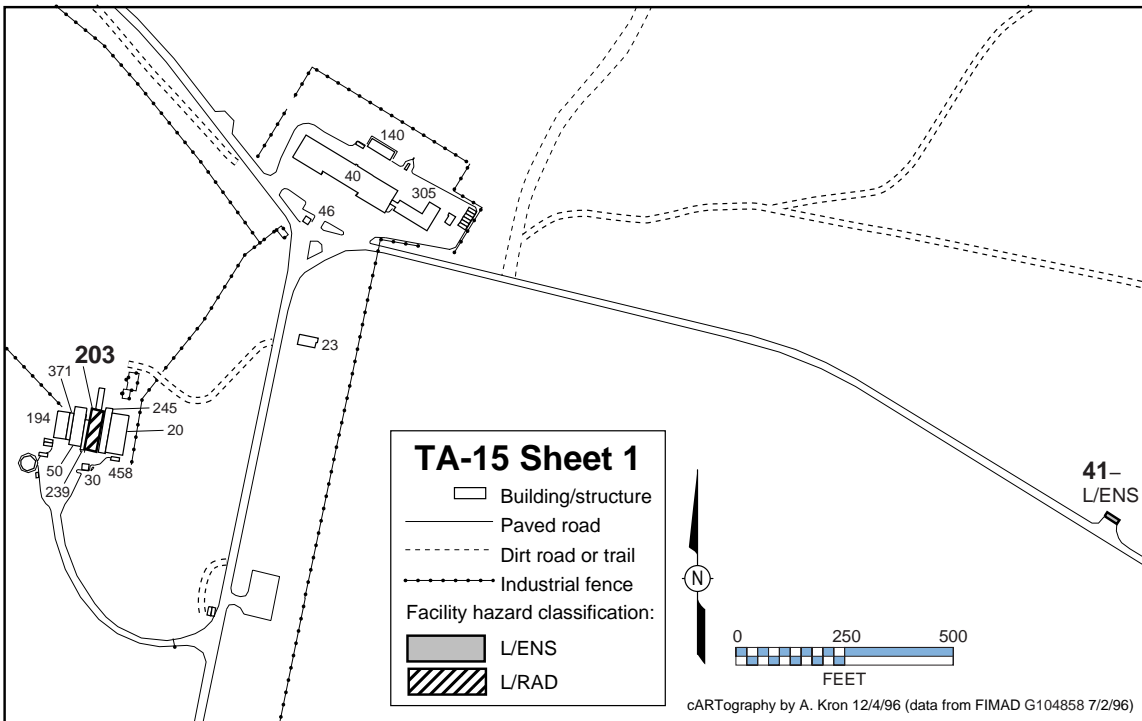 140
40
305
46
23
203
371
194
245
20
50
239
30
458
TA-15 Sheet 1
Building/structure
Paved road
Dirt road or trail
Industrial fence
Facility hazard classification:
L/ENS
L/RAD
N
41–
L/ENS
0 250 500
FEET
cARTography by A. Kron 12/4/96 (data from FIMAD G104858 7/2/96)